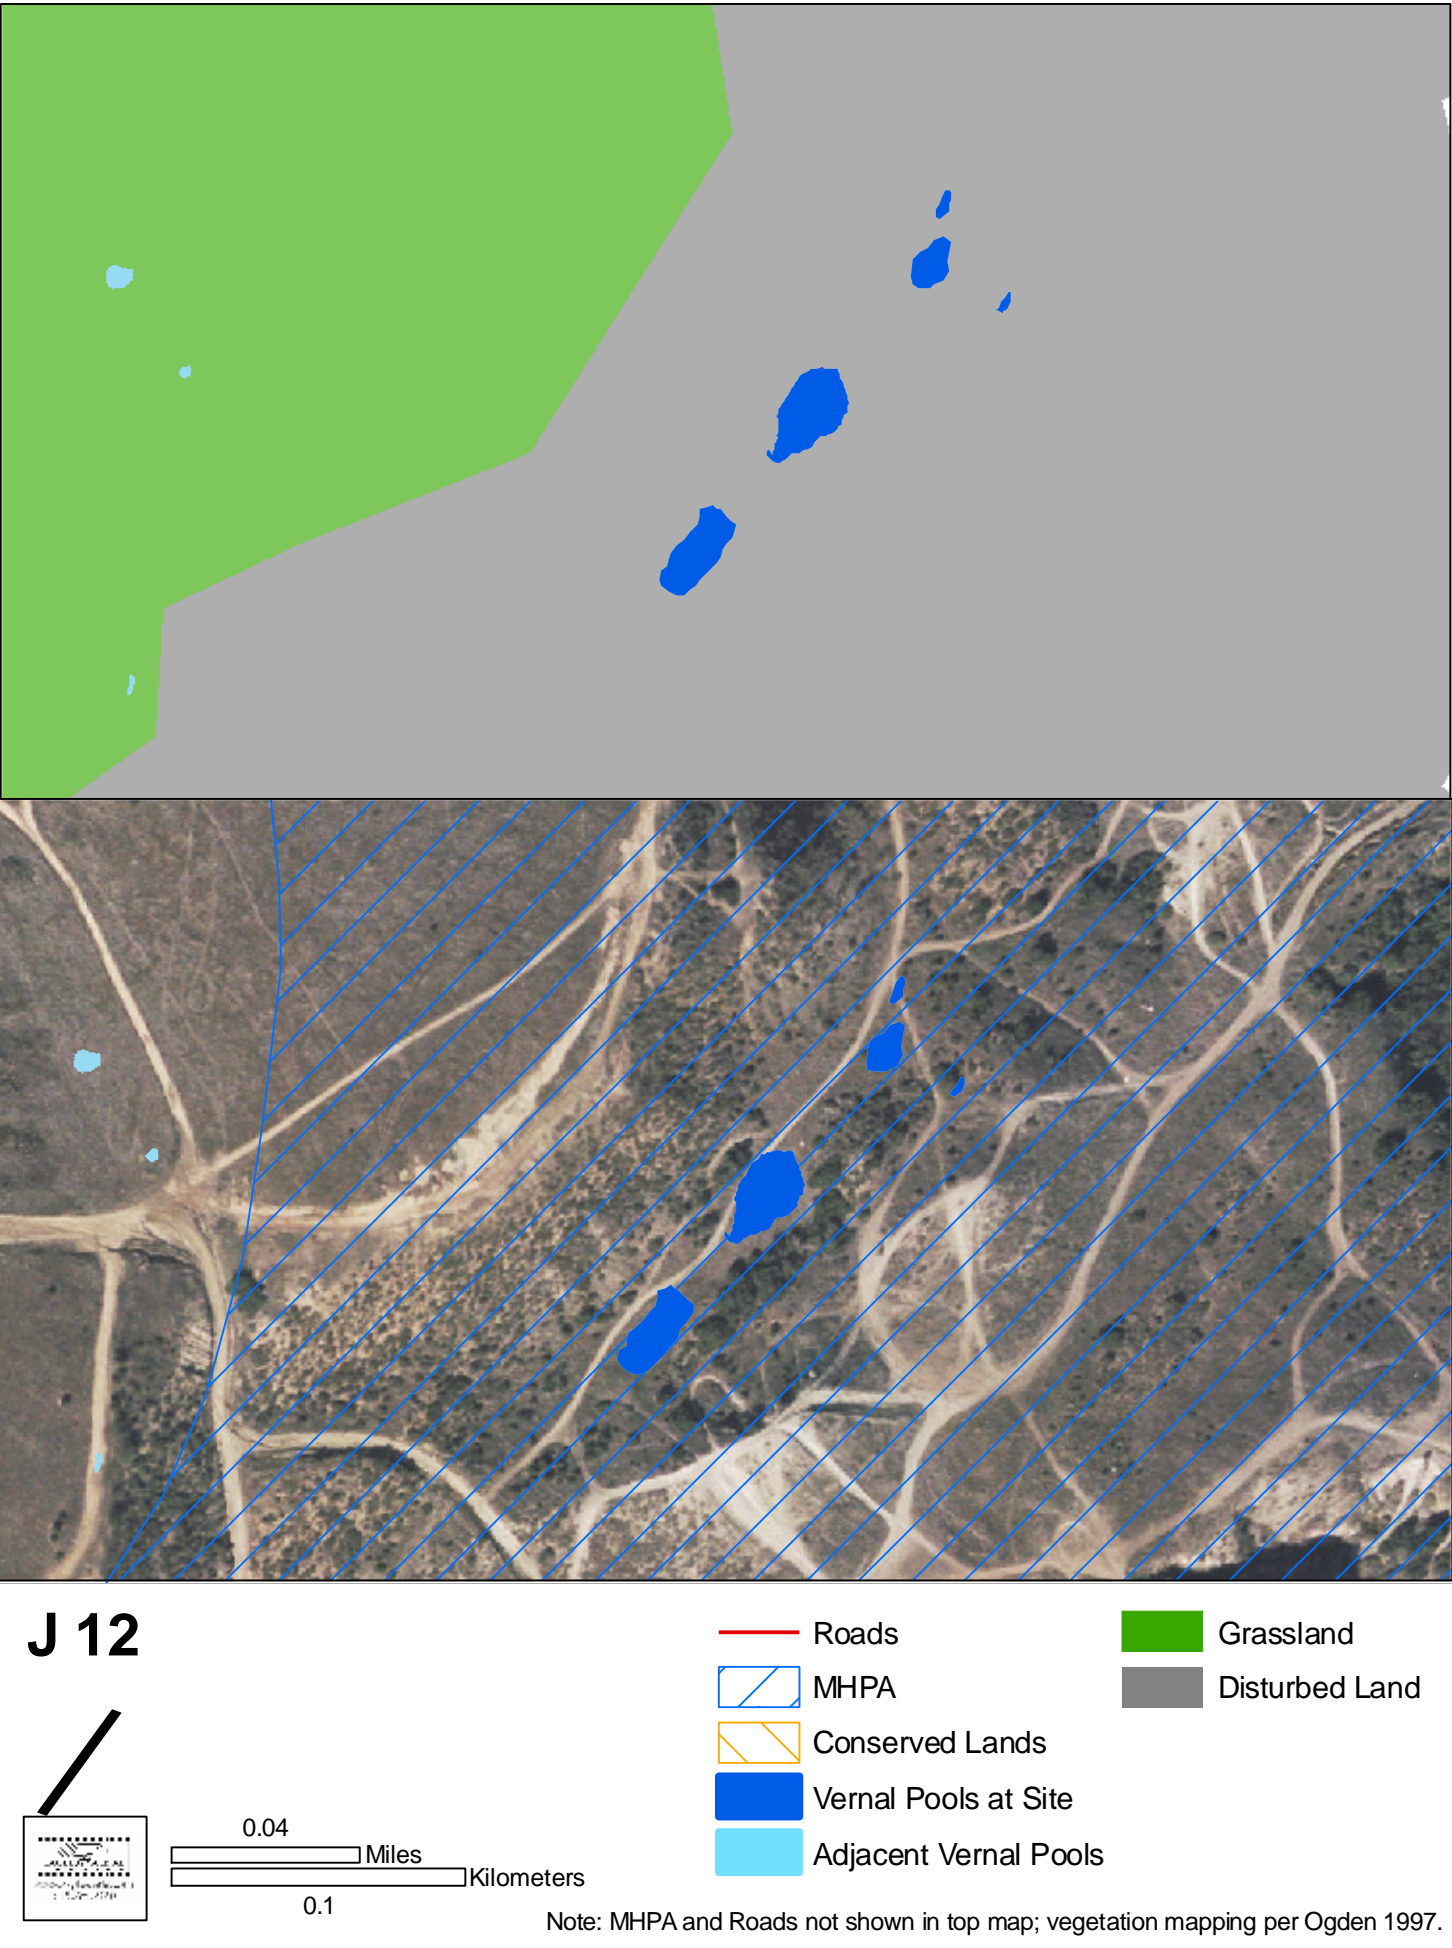 J 12
Roads
MHPA
Conserved Lands
Vernal Pools at Site
Adjacent Vernal Pools
Grassland
Disturbed Land
0.04
Miles
Kilometers
0.1
Note: MHPA and Roads not shown in top map; vegetation mapping per Ogden 1997.